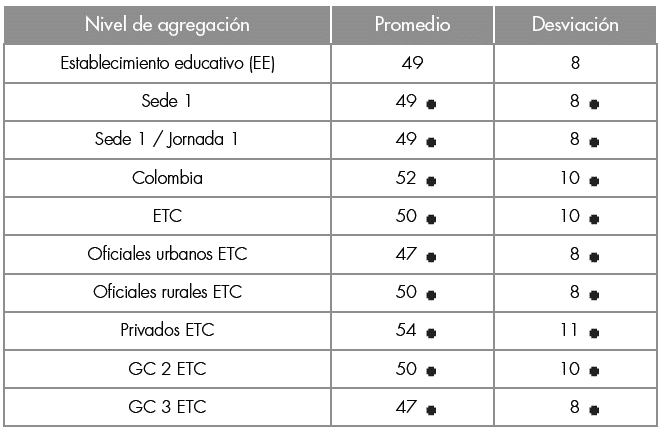 Nivel de agregación Promedio Desviación
Establecimiento educativo (EE) 49 8
Sede 1 49 8
Sede 1 / Jornada 1 49 8
Colombia 52 10
ETC 50 10
Oficiales urbanos ETC 47 8
Oficiales rurales ETC 50 8
Privados ETC 54 11
GC 2 ETC 50 10
GC 3 ETC 47 8